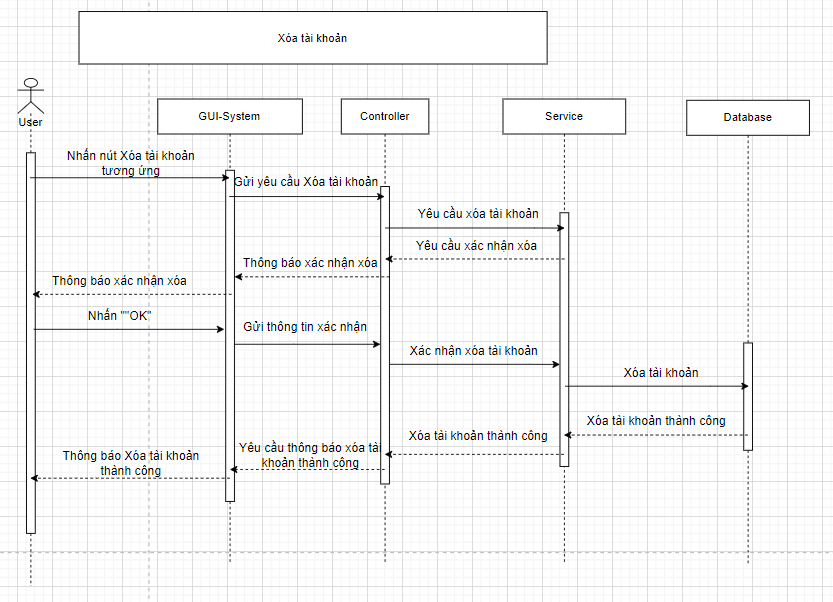 Xóa tài khoản
User
GUI-System
Controller
Service
Database
Nhấn nút Xóa tài khoản
tương ứng
Gửi yêu cầu Xóa tài khoản
Yêu cầu xóa tài khoản
Yêu cầu xác nhận xóa
Thông báo xác nhận xóa
Thông báo xác nhận xóa
Nhấn ""OK"
Gửi thông tin xác nhận
Xác nhận xóa tài khoản
Xóa tài khoản
Xóa tài khoản thành công
Xóa tài khoản thành công
Yêu cầu thông báo xóa tài
khoản thành công
Thông báo Xóa tài khoản
thành công